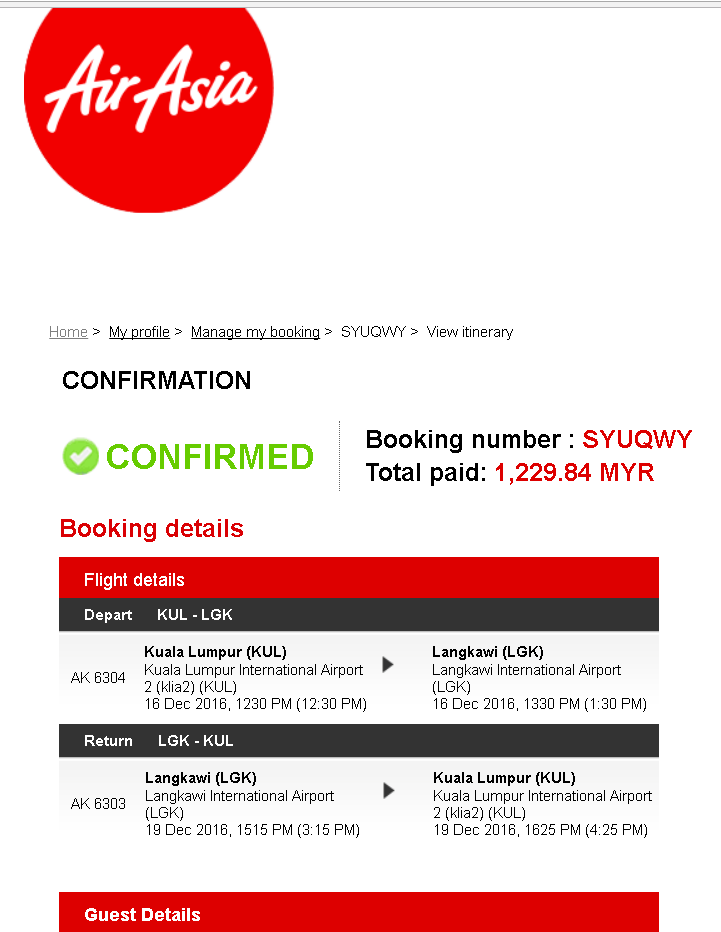 AirAsia
Home > My profile > Manage my booking > SYUQWY > View itinerary
CONFIRMATION
CONFIRMED
Booking number : SYUQWY
Total paid: 1,229.84 MYR
Booking details
Flight details
Depart KUL - LGK
AK 6304
Kuala Lumpur (KUL)
Kuala Lumpur International Airport
2 (klia2) (KUL)
16 Dec 2016, 1230 PM (12:30 PM)
Langkawi (LGK)
Langkawi International Airport
(LGK)
16 Dec 2016, 1330 PM (1:30 PM)
Return LGK - KUL
AK 6303
Langkawi (LGK)
Langkawi International Airport
(LGK)
19 Dec 2016, 1515 PM (3:15 PM)
Kuala Lumpur (KUL)
Kuala Lumpur International Airport
2 (klia2) (KUL)
19 Dec 2016, 1625 PM (4:25 PM)
Guest Details